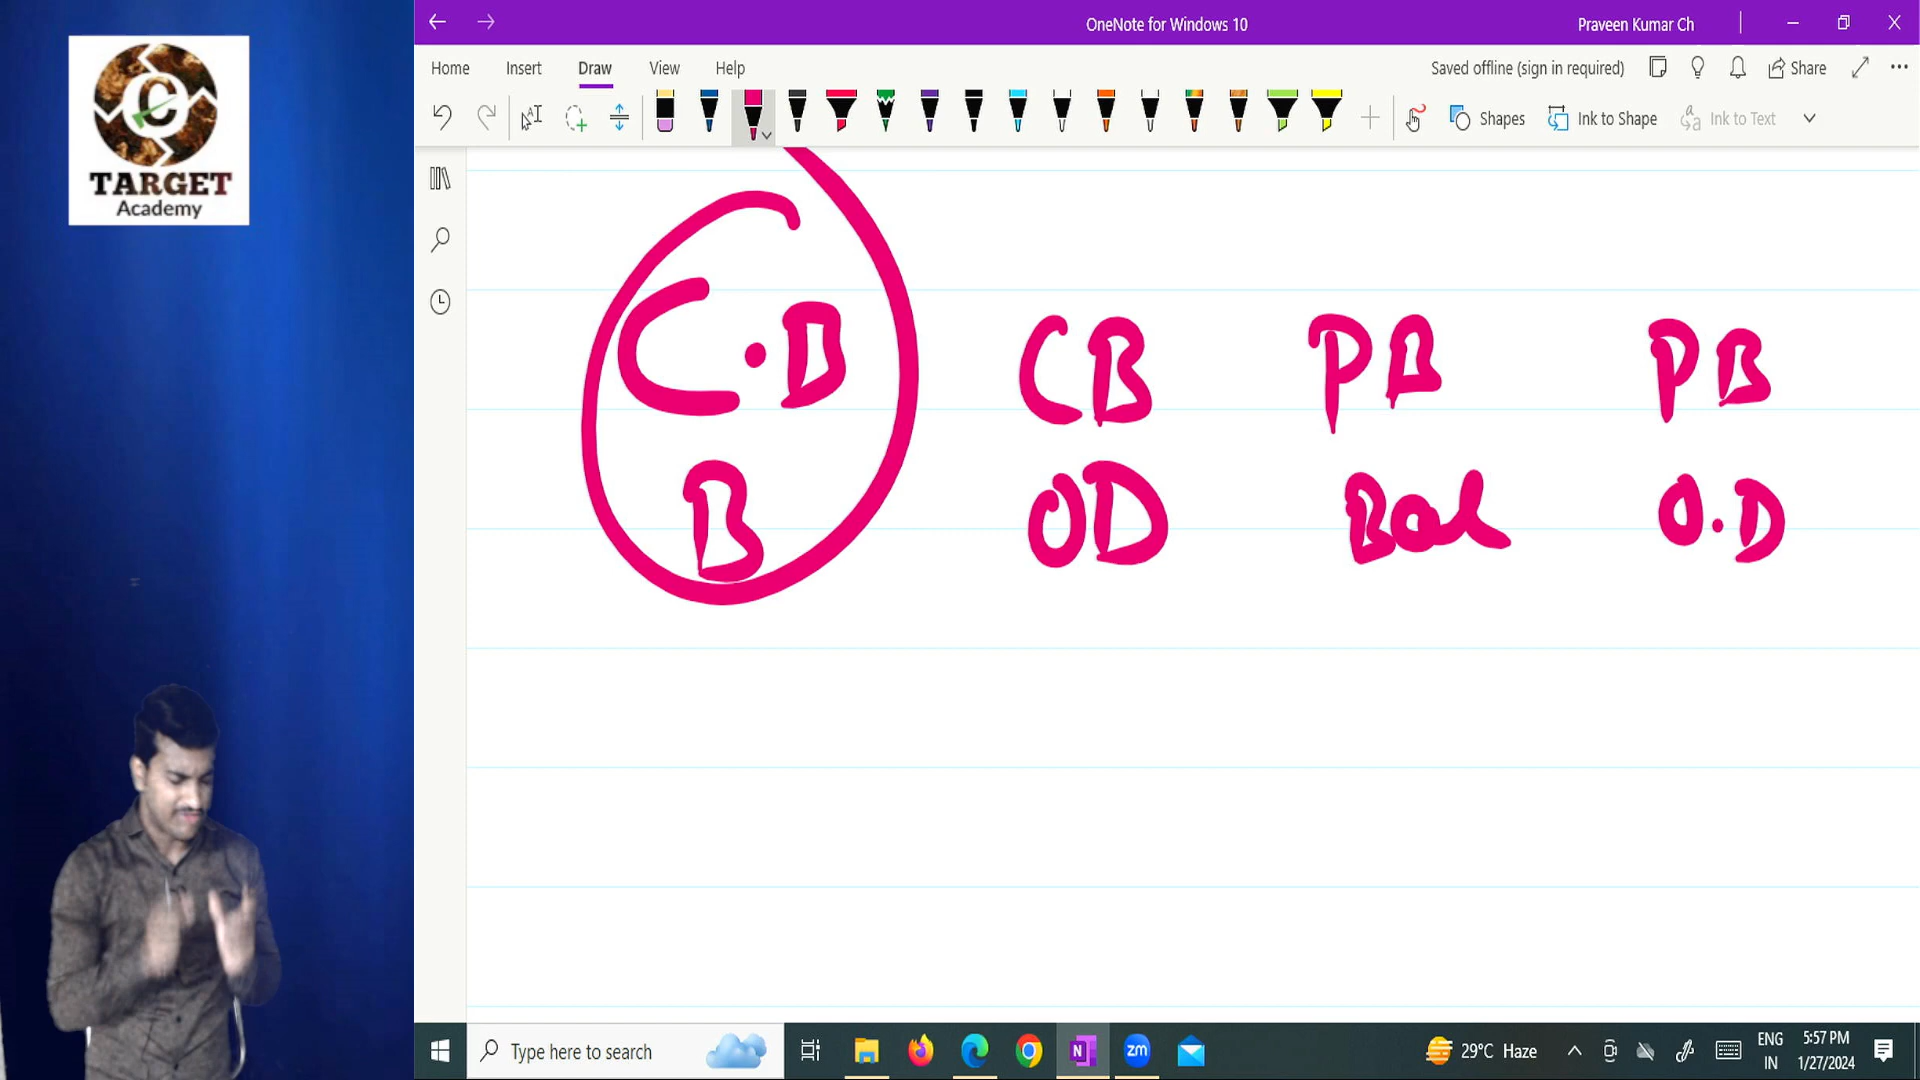 TARGET
Academy
OneNote for Windows 10
Praveen Kumar Ch
Home Insert Draw View Help
Saved offline (sign in required)
Share
Shapes
Ink to Shape
Ink to Text
C.B CB PB PB
B OD Bal O.D
Type here to search
N
zm
29°C Haze
ENG
IN
5:57 PM
1/27/2024